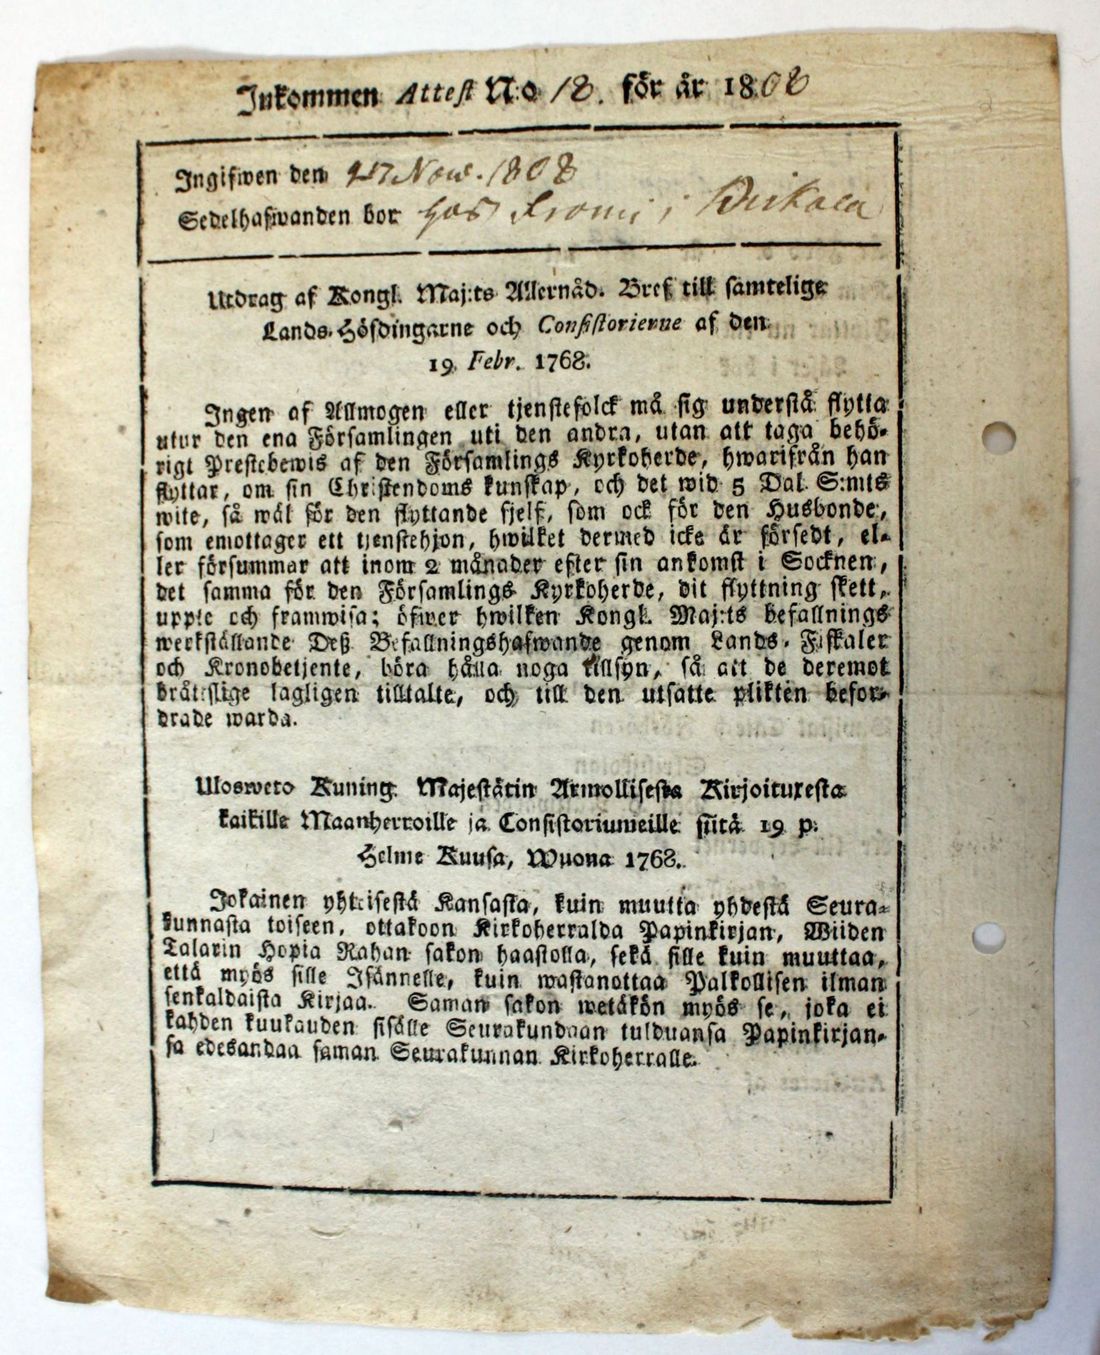 Inkommen Attest N:o 18. för år 1808
Ingifwen den Nov. 1808
Sedelhafwanden bor hos i
Utdrag af Kongl. Maj:ts Allernåd. Bref till samtelige
Lands-Höfdingarne och Consistorierne af den
19. Febr. 1768.
Ingen af Allmogen eller tjenstefolck må sig understå flytta
utur den ena Församlingen uti den andra, utan att taga behö-
rigt Prestebewis af den Församlings Kyrkoherde, hwarifrån han
flyttar, om sin Christendoms kunskap, och det wid 5 Dal. S:mts
wite, så wäl för den flyttande sjelf, som ock för den Husbonde,
som emottager ett tjenstehjon, hwilket dermed icke är försedt, el-
ler försummar att inom 2 månader efter sin ankomst i Socknen,
det samma för den Församlings Kyrkoherde, dit flyttning skett,
uppte och framwisa; öfwer hwilken Kongl. Maj:ts befallnings
werkställande Deß Befallningshafwande genom Lands-Fiskaler
och Kronobetjente, böra hålla noga tillsyn, så att de deremot
bråttslige lagligen tilltalte, och till den utsatte plikten befor-
drade warda.
Ulosweto Kuning. Majestätin Armollisesta Kirjoituxesta
kaikille Maanherroille ja Consistoriumeille siitä 19 p.
Helme Kuusa, Wuona 1768.
Jokainen yhteisestä Kansasta, kuin muutta yhdestä Seura-
kunnasta toiseen, ottakoon Kirkoherralda Papinkirjan, Wiiden
Talarin Hopia Rahan sakon haastolla, sekä sille kuin muuttaa,
että myös sille Isännelle, kuin wastanottaa Palkollisen ilman
senkaldaista Kirjaa. Saman sakon wetäkön myös se, joka ei
kahden kuukauden sisälle Seurakundaan tulduansa Papinkirjan-
sa edesandaa saman Seurakunnan Kirkoherralle.